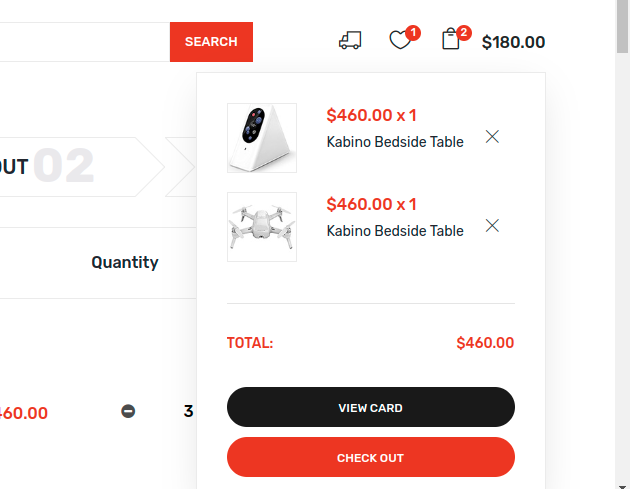 SEARCH
1
2
$180.00
$460.00 x 1
Kabino Bedside Table
OUT 02
$460.00 x 1
Kabino Bedside Table
Quantity
TOTAL: $460.00
460.00
3
VIEW CARD
CHECK OUT